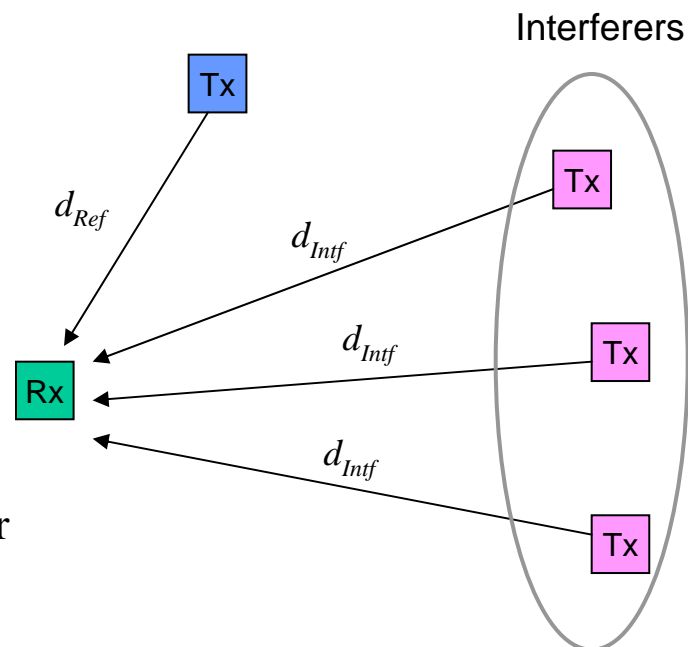 Interferers
Tx
Tx
d_Ref
d_Intf
d_Intf
Tx
Rx
d_Intf
r
Tx